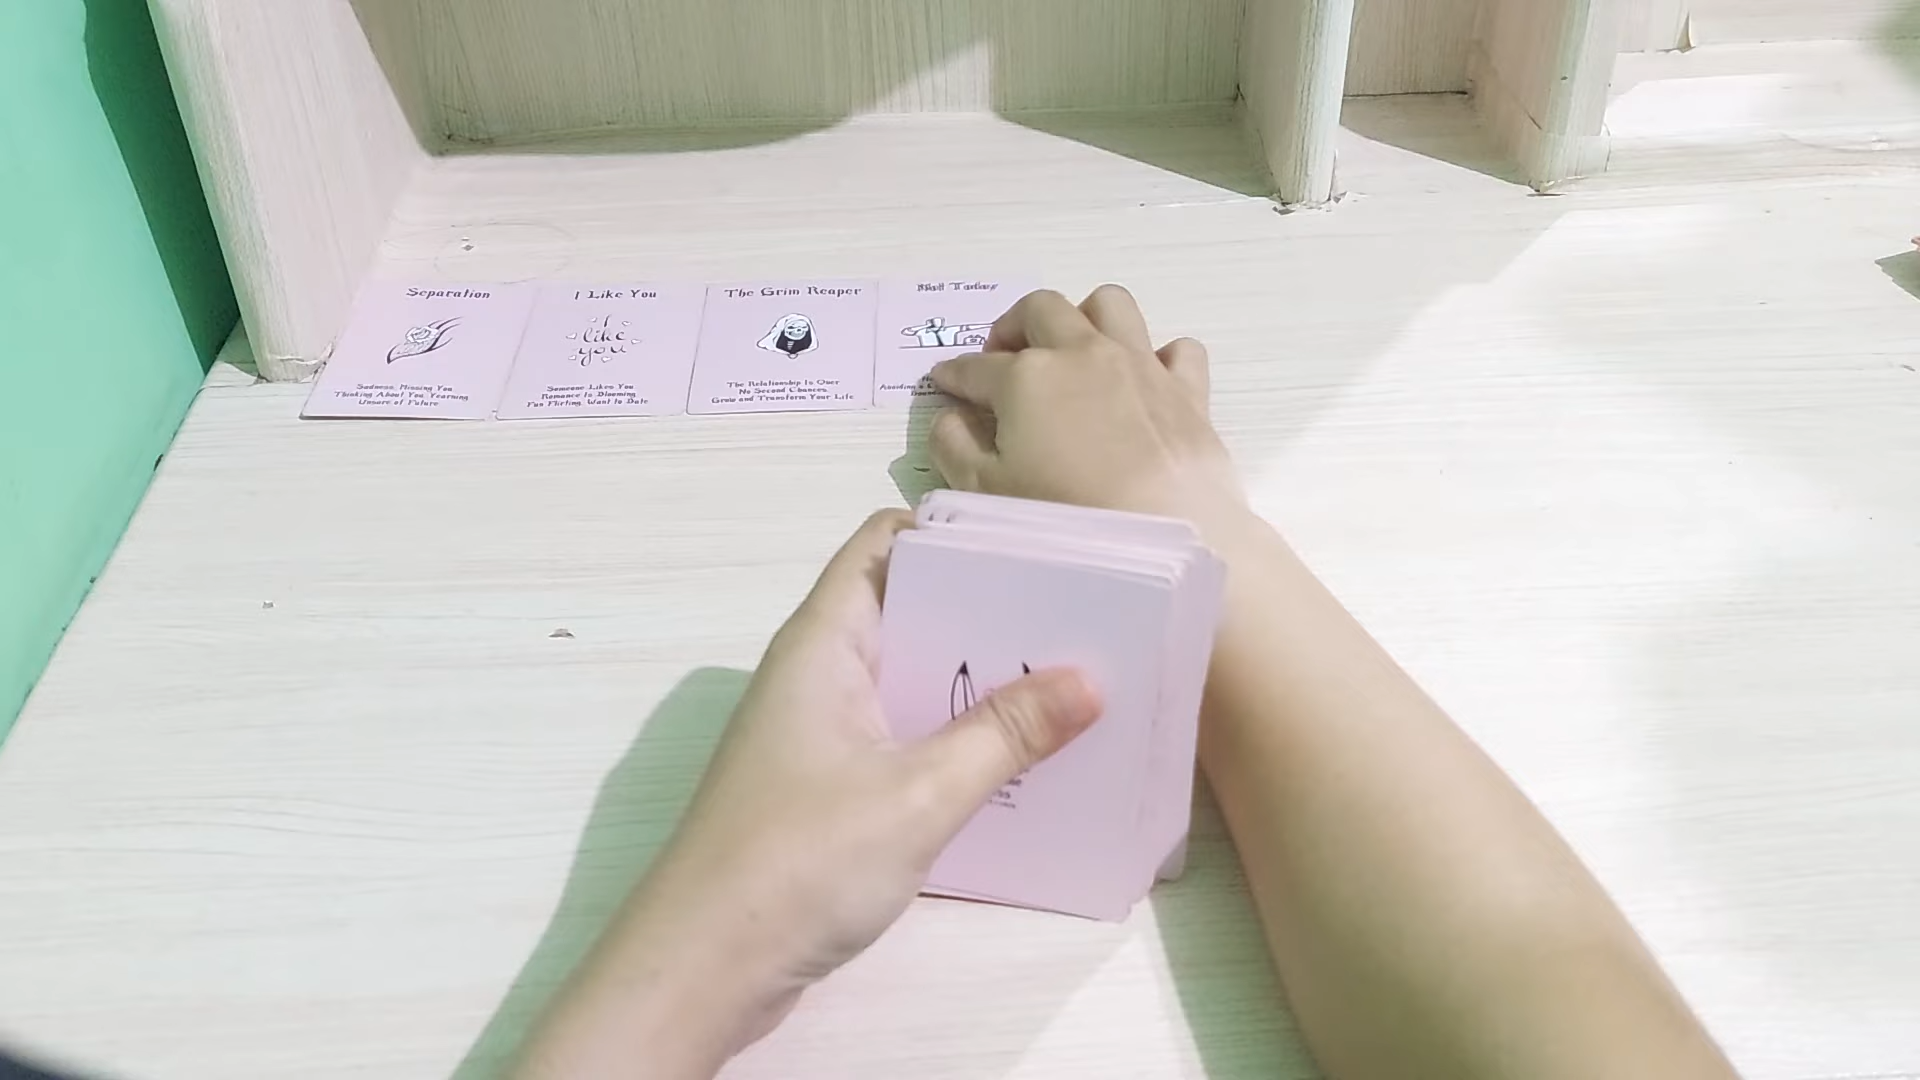 Separation
Sadness, Missing You
Thinking About You, Yearning
Unsure of Future
I Like You
I
like
you
Someone Likes You
Romance Is Blooming
Fun Flirting, Want to Date
The Grim Reaper
The Relationship Is Over
No Second Chances
Grow and Transform Your Life